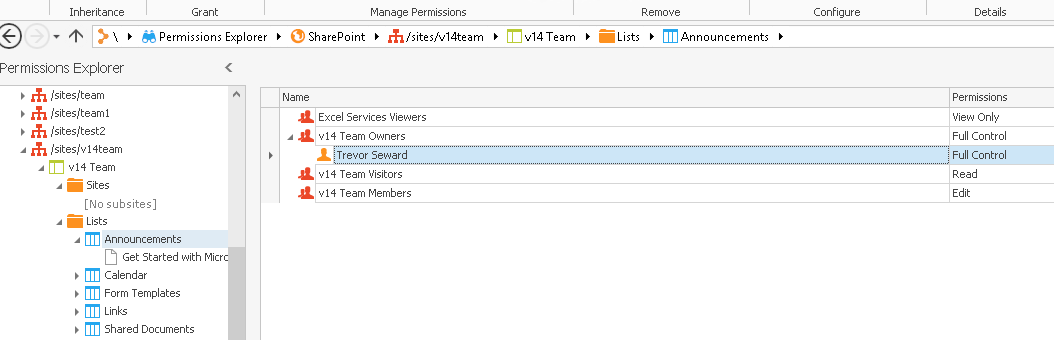 Inheritance Grant Manage Permissions Remove Configure Details
\ Permissions Explorer SharePoint /sites/v14team v14 Team Lists Announcements
Permissions Explorer
/sites/team
/sites/team1
/sites/test2
/sites/v14team
v14 Team
Sites
[No subsites]
Lists
Announcements
Get Started with Micro
Calendar
Form Templates
Links
Shared Documents
Name Permissions
Excel Services Viewers View Only
v14 Team Owners Full Control
Trevor Seward Full Control
v14 Team Visitors Read
v14 Team Members Edit